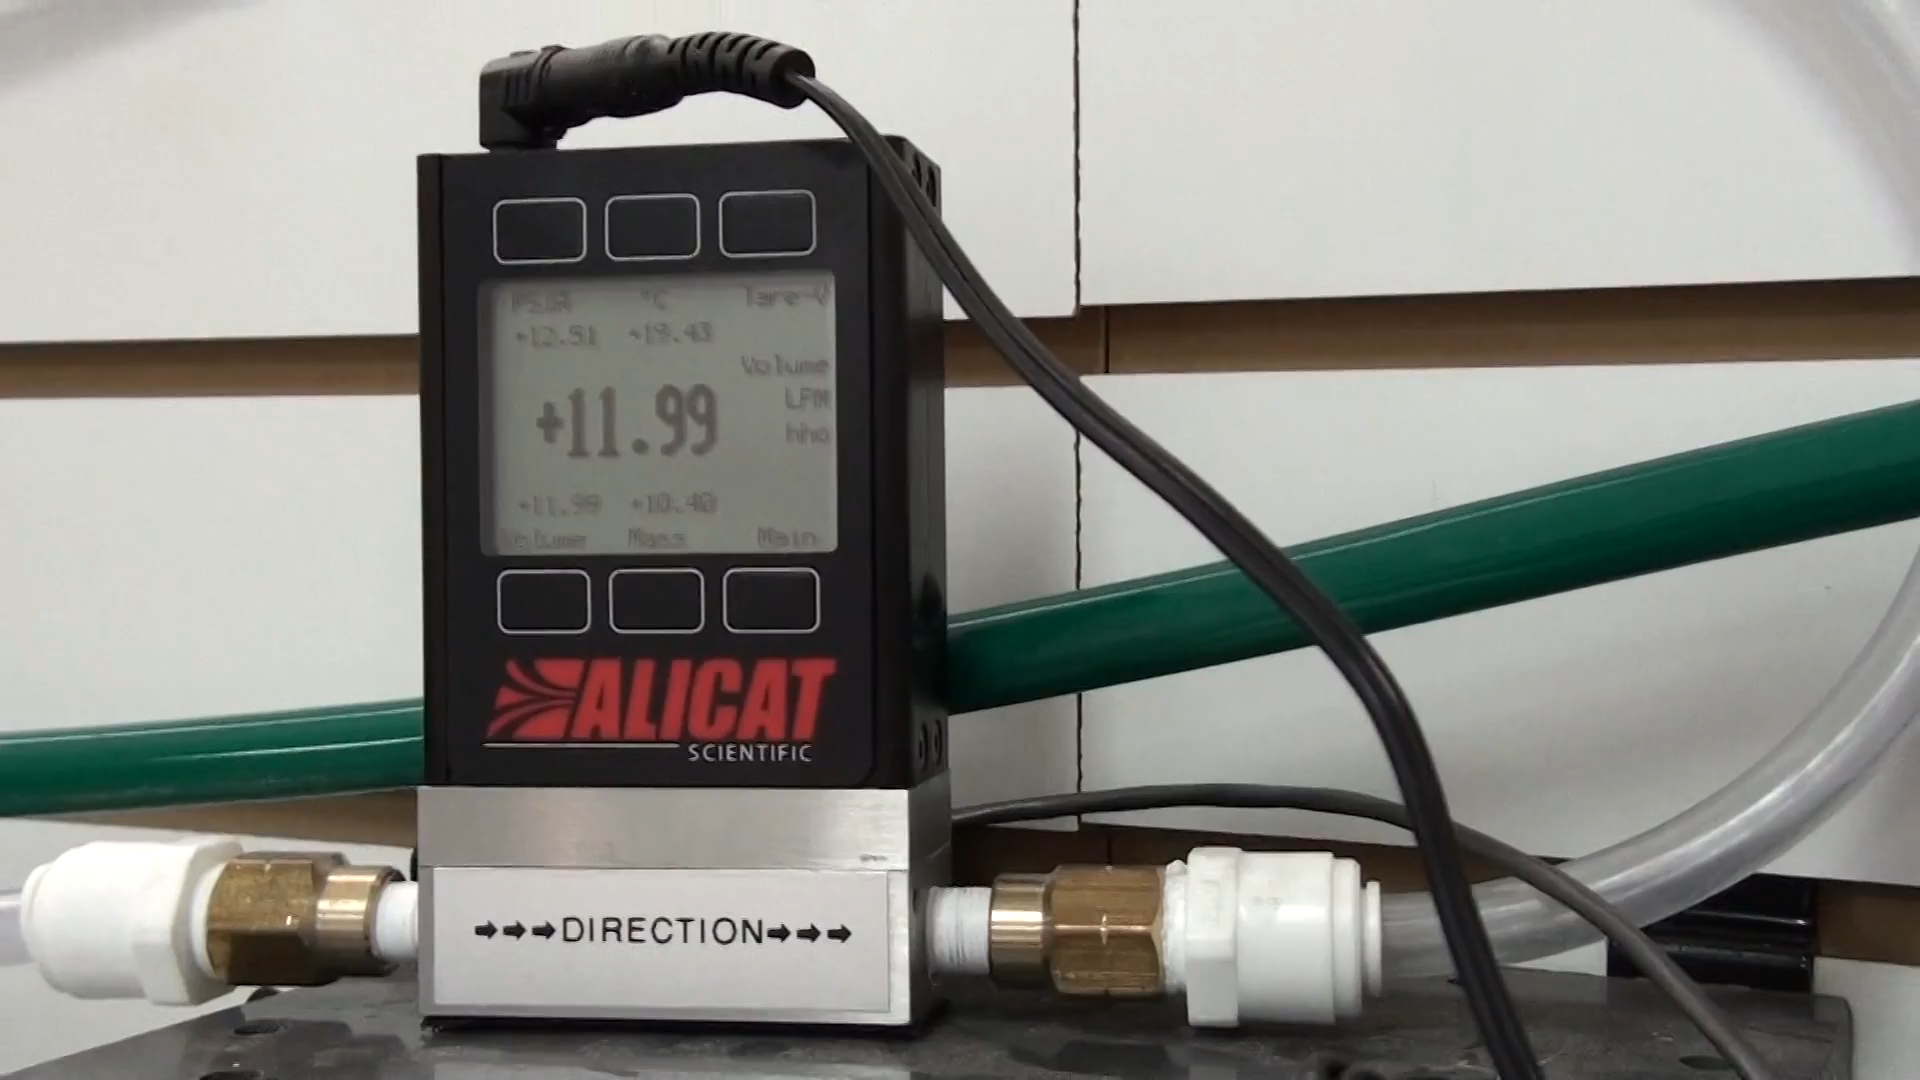 PSIA °C Tare-V
+12.51 +19.43
Volume
LPM
+11.99
hho
+11.99 +10.40
Volume Mass Main
ALICAT
SCIENTIFIC
➞➞➞DIRECTION➞➞➞